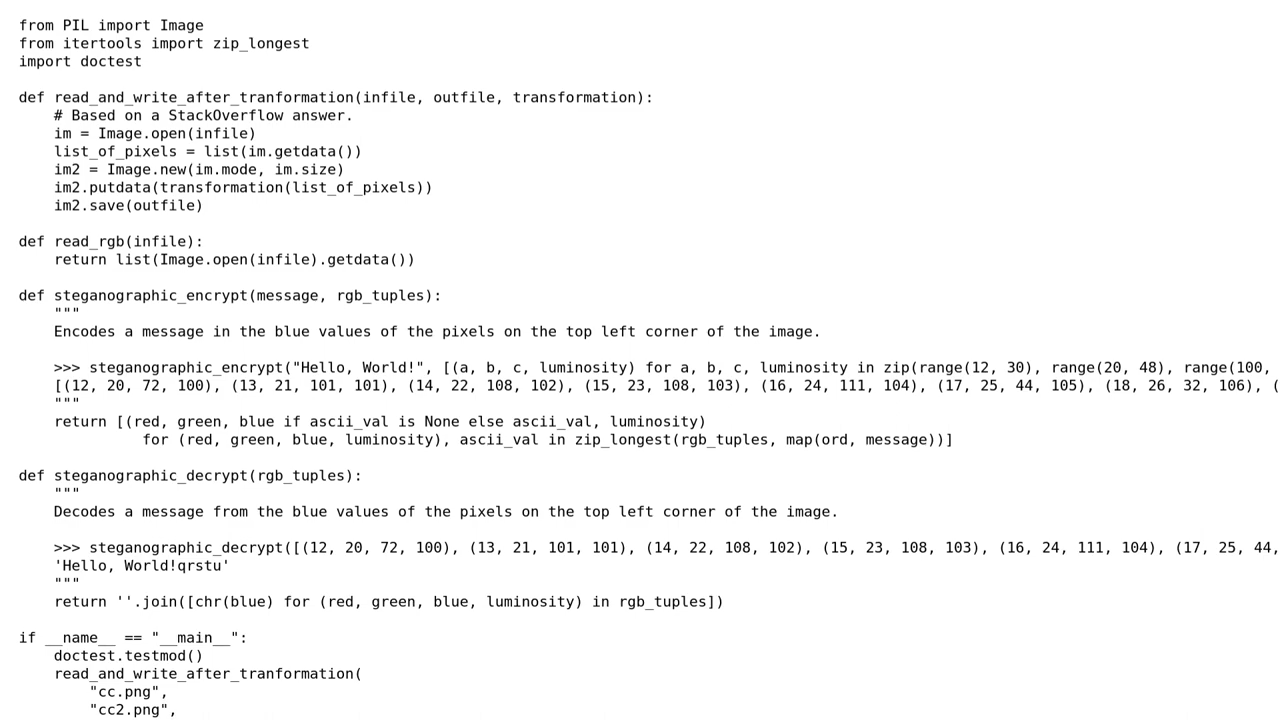 from PIL import Image
from itertools import zip_longest
import doctest

def read_and_write_after_tranformation(infile, outfile, transformation):
    # Based on a StackOverflow answer.
    im = Image.open(infile)
    list_of_pixels = list(im.getdata())
    im2 = Image.new(im.mode, im.size)
    im2.putdata(transformation(list_of_pixels))
    im2.save(outfile)

def read_rgb(infile):
    return list(Image.open(infile).getdata())

def steganographic_encrypt(message, rgb_tuples):
    """
    Encodes a message in the blue values of the pixels on the top left corner of the image.

    >>> steganographic_encrypt("Hello, World!", [(a, b, c, luminosity) for a, b, c, luminosity in zip(range(12, 30), range(20, 48), range(100,
    [(12, 20, 72, 100), (13, 21, 101, 101), (14, 22, 108, 102), (15, 23, 108, 103), (16, 24, 111, 104), (17, 25, 44, 105), (18, 26, 32, 106), (
    """
    return [(red, green, blue if ascii_val is None else ascii_val, luminosity)
              for (red, green, blue, luminosity), ascii_val in zip_longest(rgb_tuples, map(ord, message))]

def steganographic_decrypt(rgb_tuples):
    """
    Decodes a message from the blue values of the pixels on the top left corner of the image.

    >>> steganographic_decrypt([(12, 20, 72, 100), (13, 21, 101, 101), (14, 22, 108, 102), (15, 23, 108, 103), (16, 24, 111, 104), (17, 25, 44,
    'Hello, World!qrstu'
    """
    return ''.join([chr(blue) for (red, green, blue, luminosity) in rgb_tuples])

if __name__ == "__main__":
    doctest.testmod()
    read_and_write_after_tranformation(
        "cc.png",
        "cc2.png",